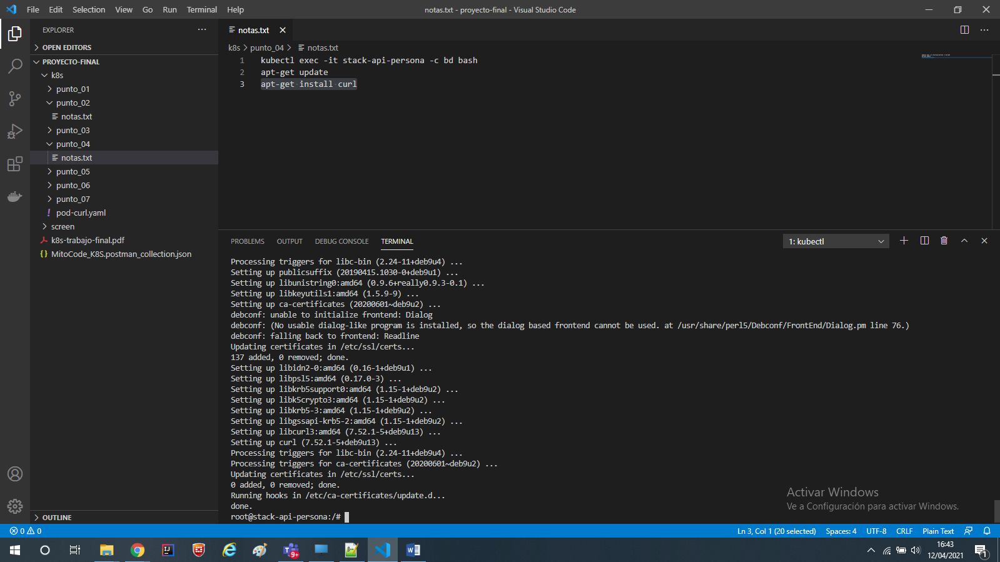 File Edit Selection View Go Run Terminal Help
notas.txt - proyecto-final - Visual Studio Code
EXPLORER
OPEN EDITORS
PROYECTO-FINAL
k8s
punto_01
punto_02
notas.txt
punto_03
punto_04
notas.txt
punto_05
punto_06
punto_07
! pod-curl.yaml
screen
k8s-trabajo-final.pdf
{} MitoCode_K8S.postman_collection.json
OUTLINE
notas.txt
k8s > punto_04 > notas.txt
1 kubectl exec -it stack-api-persona -c bd bash
2 apt-get update
3 apt-get install curl
PROBLEMS OUTPUT DEBUG CONSOLE TERMINAL
1: kubectl
Processing triggers for libc-bin (2.24-11+deb9u4) ...
Setting up publicsuffix (20190415.1030-0+deb9u1) ...
Setting up libunistring0:amd64 (0.9.6+really0.9.3-0.1) ...
Setting up libkeyutils1:amd64 (1.5.9-9) ...
Setting up ca-certificates (20200601~deb9u2) ...
debconf: unable to initialize frontend: Dialog
debconf: (No usable dialog-like program is installed, so the dialog based frontend cannot be used. at /usr/share/perl5/Debconf/FrontEnd/Dialog.pm line 76.)
debconf: falling back to frontend: Readline
Updating certificates in /etc/ssl/certs...
137 added, 0 removed; done.
Setting up libidn2-0:amd64 (0.16-1+deb9u1) ...
Setting up libpsl5:amd64 (0.17.0-3) ...
Setting up libkrb5support0:amd64 (1.15-1+deb9u2) ...
Setting up libk5crypto3:amd64 (1.15-1+deb9u2) ...
Setting up libkrb5-3:amd64 (1.15-1+deb9u2) ...
Setting up libgssapi-krb5-2:amd64 (1.15-1+deb9u2) ...
Setting up libcurl3:amd64 (7.52.1-5+deb9u13) ...
Setting up curl (7.52.1-5+deb9u13) ...
Processing triggers for libc-bin (2.24-11+deb9u4) ...
Processing triggers for ca-certificates (20200601~deb9u2) ...
Updating certificates in /etc/ssl/certs...
0 added, 0 removed; done.
Running hooks in /etc/ca-certificates/update.d...
done.
root@stack-api-persona:/#
Activar Windows
Ve a Configuración para activar Windows.
0 0
Ln 3, Col 1 (20 selected) Spaces: 4 UTF-8 CRLF Plain Text
IJ
9+
W
16:43
12/04/2021
1